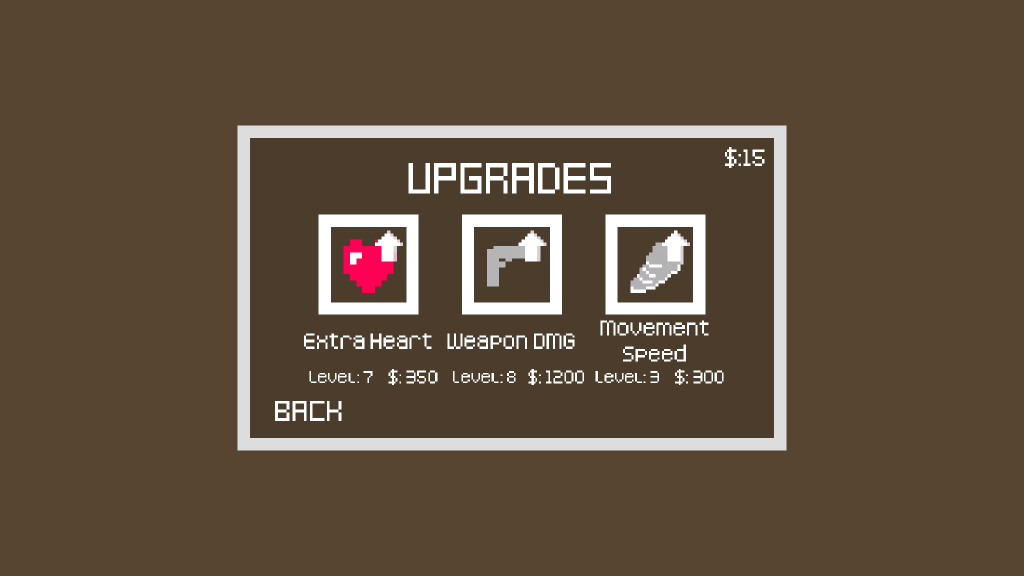 $:15
UPGRADES
Extra Heart
Weapon DMG
Movement
Speed
Level:7 $:350
Level:8 $:1200
Level:3 $:300
BACK